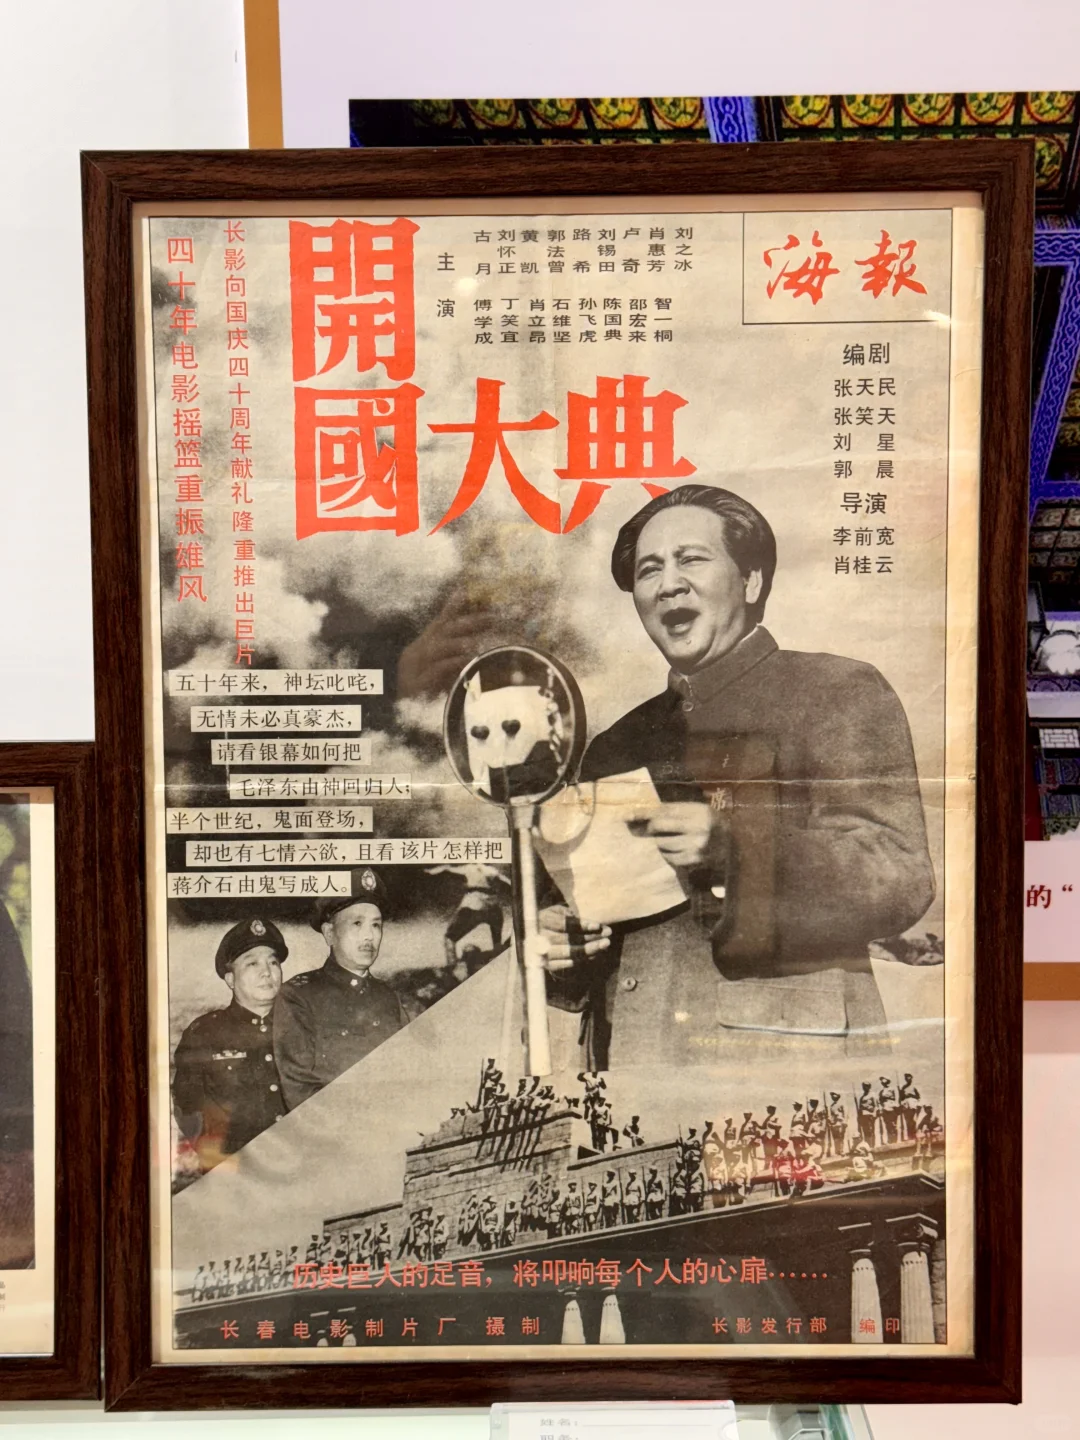 四十年电影摇篮重振雄风
长影向国庆四十周年献礼隆重推出巨片
開國大典
主演
古月
刘怀正
黄凯
郭法曾
路希
刘锡田
卢奇
肖惠芳
刘之冰
傅学成
丁笑宜
肖立昂
石维坚
孙飞虎
陈国典
邵宏来
智一桐
海報
编剧
张天民
张笑天
刘星
郭晨
导演
李前宽
肖桂云
五十年来，神坛叱咤，
无情未必真豪杰，
请看银幕如何把
毛泽东由神回归人；
半个世纪，鬼面登场，
却也有七情六欲，且看该片怎样把
蒋介石由鬼写成人。
历史巨人的足音，将叩响每个人的心扉……
长春电影制片厂 摄制
长影发行部 编印
的“
姓名：